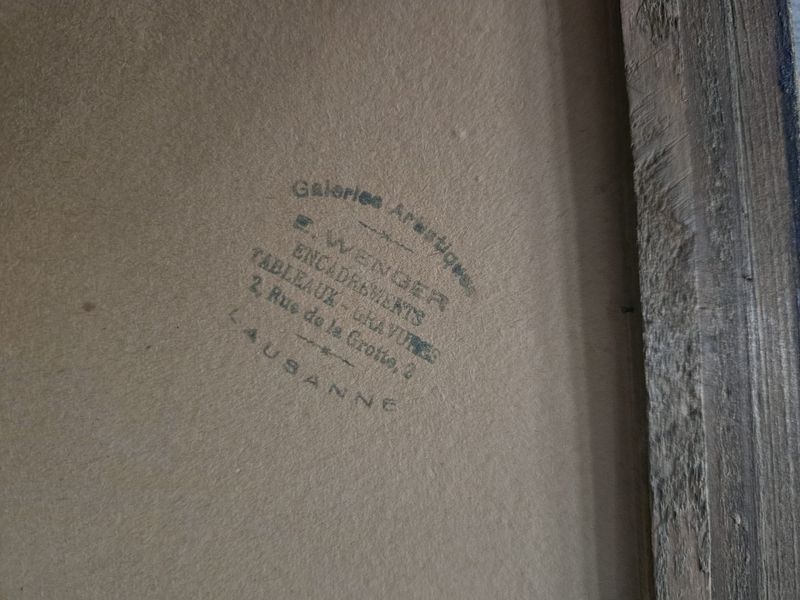 Galeries Artistiques
E. WENGER
ENCADREMENTS
TABLEAUX - GRAVURES
2, Rue de la Grotte, 2
LAUSANNE